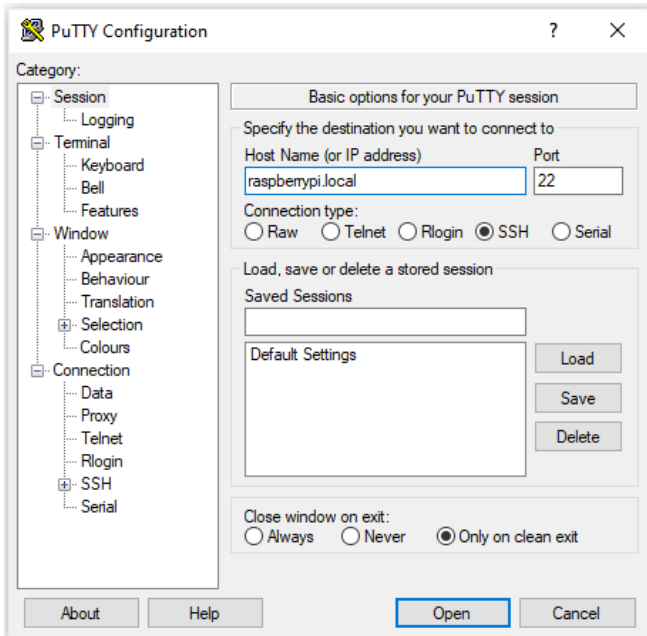 PuTTY Configuration
?
Category:
Session
Logging
Terminal
Keyboard
Bell
Features
Window
Appearance
Behaviour
Translation
Selection
Colours
Connection
Data
Proxy
Telnet
Rlogin
SSH
Serial
Basic options for your PuTTY session
Specify the destination you want to connect to
Host Name (or IP address) Port
raspberrypi.local 22
Connection type:
Raw Telnet Rlogin SSH Serial
Load, save or delete a stored session
Saved Sessions
Default Settings
Load
Save
Delete
Close window on exit:
Always Never Only on clean exit
About Help Open Cancel